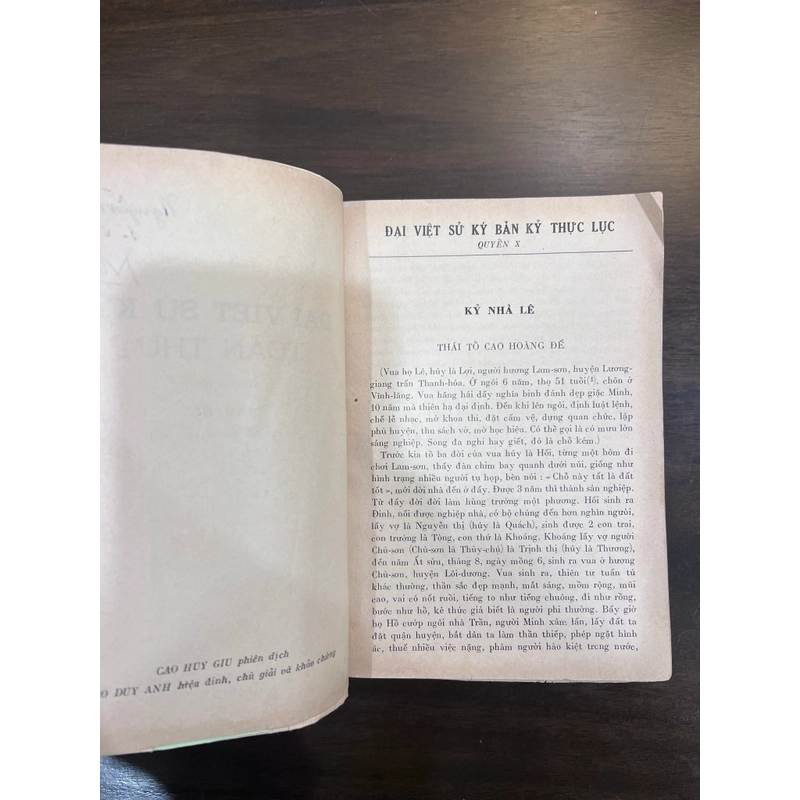 Nguyễn
ĐẠI VIỆT SỬ KÝ
TOÀN THƯ
CAO HUY GIU phiên dịch
O DUY ANH hiệu đính, chú giải và khảo chứng
ĐẠI VIỆT SỬ KÝ BẢN KỶ THỰC LỤC
QUYỂN X
KỶ NHÀ LÊ
THÁI TỔ CAO HOÀNG ĐẾ
(Vua họ Lê, húy là Lợi, người hương Lam-sơn, huyện Lương-
giang trấn Thanh-hóa. Ở ngôi 6 năm, thọ 51 tuổi(1), chôn ở
Vĩnh-lăng. Vua hăng hái dấy nghĩa binh đánh dẹp giặc Minh,
10 năm mà thiên hạ đại định. Đến khi lên ngôi, định luật lệnh,
chế lễ nhạc, mở khoa thi, đặt cấm vệ, dựng quan chức, lập
phủ huyện, thu sách vở, mở học hiệu. Có thể gọi là có mưu lớn
sáng nghiệp. Song đa nghi hay giết, đó là chỗ kém.)
Trước kia tổ ba đời của vua húy là Hối, từng một hôm đi
chơi Lam-sơn, thấy đàn chim bay quanh dưới núi, giống như
hình trạng nhiều người tụ họp, bèn nói : « Chỗ này tất là đất
tốt », mới dời nhà đến ở đấy. Được 3 năm thì thành sản nghiệp.
Từ đấy đời đời làm hùng trưởng một phương. Hối sinh ra
Đinh, nối được nghiệp nhà, có bộ chúng đến hơn nghìn người,
lấy vợ là Nguyễn thị (húy là Quách), sinh được 2 con trai,
con trưởng là Tòng, con thứ là Khoáng. Khoáng lấy vợ người
Chủ-sơn (Chủ-sơn là Thủy-chú) là Trịnh thị (húy là Thương),
đến năm Ất sửu, tháng 8, ngày mồng 6, sinh ra vua ở hương
Chủ-sơn, huyện Lôi-dương. Vua sinh ra, thiên tư tuấn tú
khác thường, thần sắc đẹp mạnh, mắt sáng, mồm rộng, mũi
cao, vai có nốt ruồi, tiếng to như tiếng chuông, đi như rồng,
bước như hổ, kẻ thức giả biết là người phi thường. Bấy giờ
họ Hồ cướp ngôi nhà Trần, người Minh xâm lấn, lấy đất ta
đặt quận huyện, bắt dân ta làm thần thiếp, phép ngặt hình
ác, thuế nhiều việc nặng, phàm người hào kiệt trong nước,